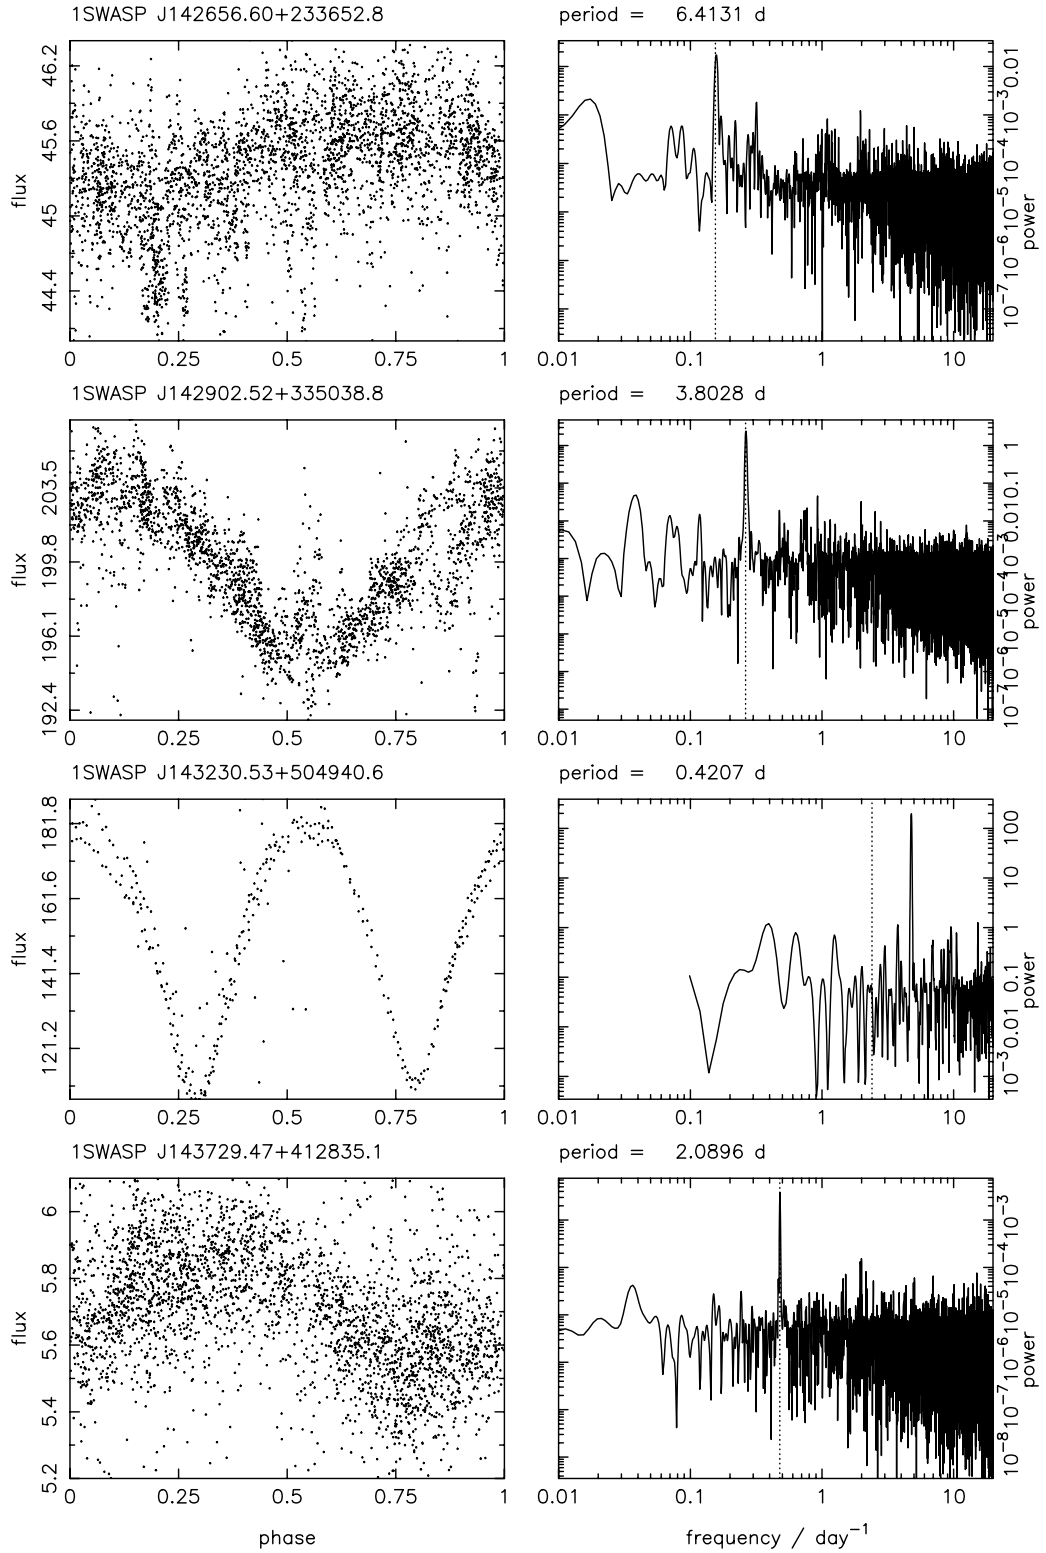 1SWASP J142656.60+233652.8
period = 6.4131 d
flux
46.2
45.6
45
44.4
0 0.25 0.5 0.75 1
0.01
10⁻³
10⁻⁴
10⁻⁵
10⁻⁶
10⁻⁷
power
0.01 0.1 1 10
1SWASP J142902.52+335038.8
period = 3.8028 d
flux
203.5
199.8
196.1
192.4
0 0.25 0.5 0.75 1
1
0.1
0.01
10⁻³
10⁻⁴
10⁻⁵
10⁻⁶
10⁻⁷
power
0.01 0.1 1 10
1SWASP J143230.53+504940.6
period = 0.4207 d
flux
181.8
161.6
141.4
121.2
0 0.25 0.5 0.75 1
100
10
1
0.1
0.01
10⁻³
power
0.01 0.1 1 10
1SWASP J143729.47+412835.1
period = 2.0896 d
flux
6
5.8
5.6
5.4
5.2
0 0.25 0.5 0.75 1
10⁻³
10⁻⁴
10⁻⁵
10⁻⁶
10⁻⁷
10⁻⁸
power
0.01 0.1 1 10
phase
frequency / day⁻¹